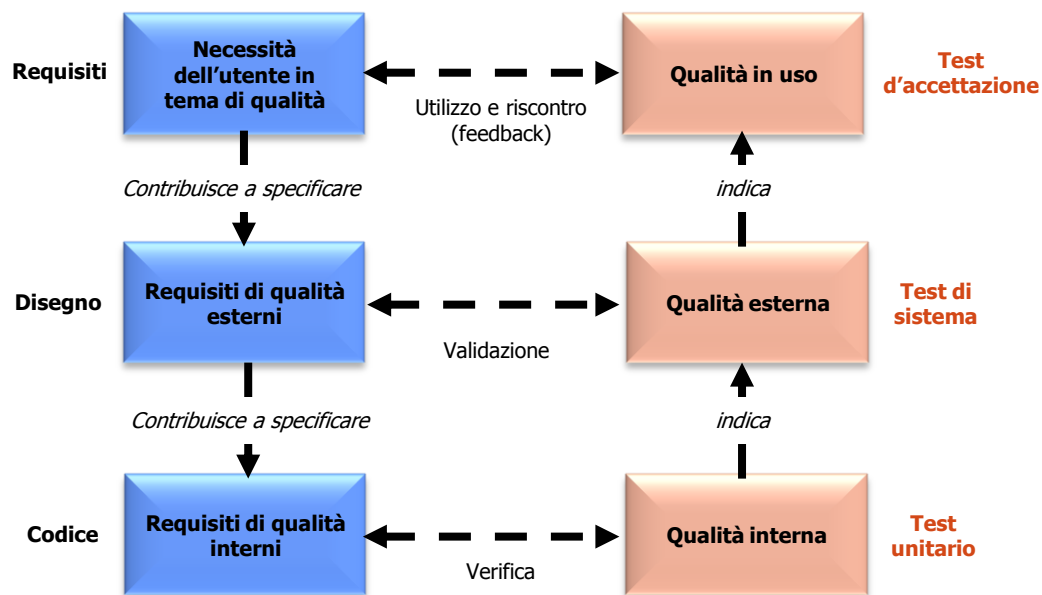 Requisiti
Necessità
dell’utente in
tema di qualità
Utilizzo e riscontro
(feedback)
Qualità in uso
Test
d’accettazione
Contribuisce a specificare
indica
Disegno
Requisiti di qualità
esterni
Validazione
Qualità esterna
Test di
sistema
Contribuisce a specificare
indica
Codice
Requisiti di qualità
interni
Verifica
Qualità interna
Test
unitario